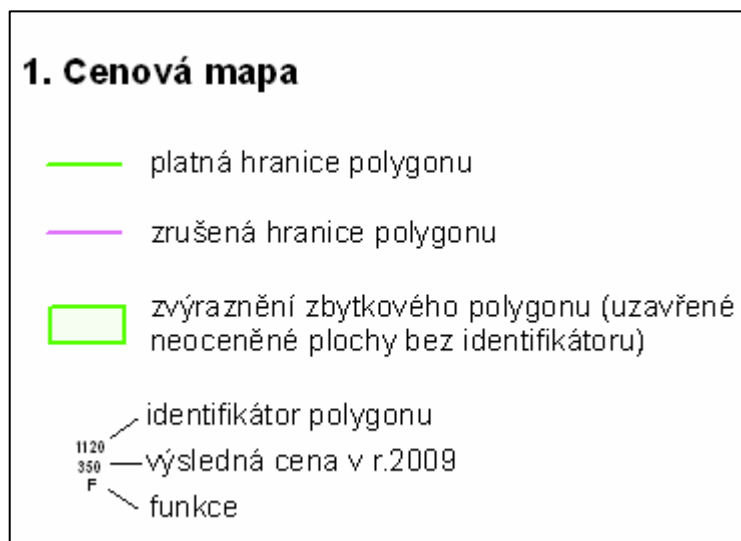 1. Cenová mapa
platná hranice polygonu
zrušená hranice polygonu
zvýraznění zbytkového polygonu (uzavřené
neoceněné plochy bez identifikátoru)
identifikátor polygonu
1120
350
výsledná cena v r.2009
F
funkce